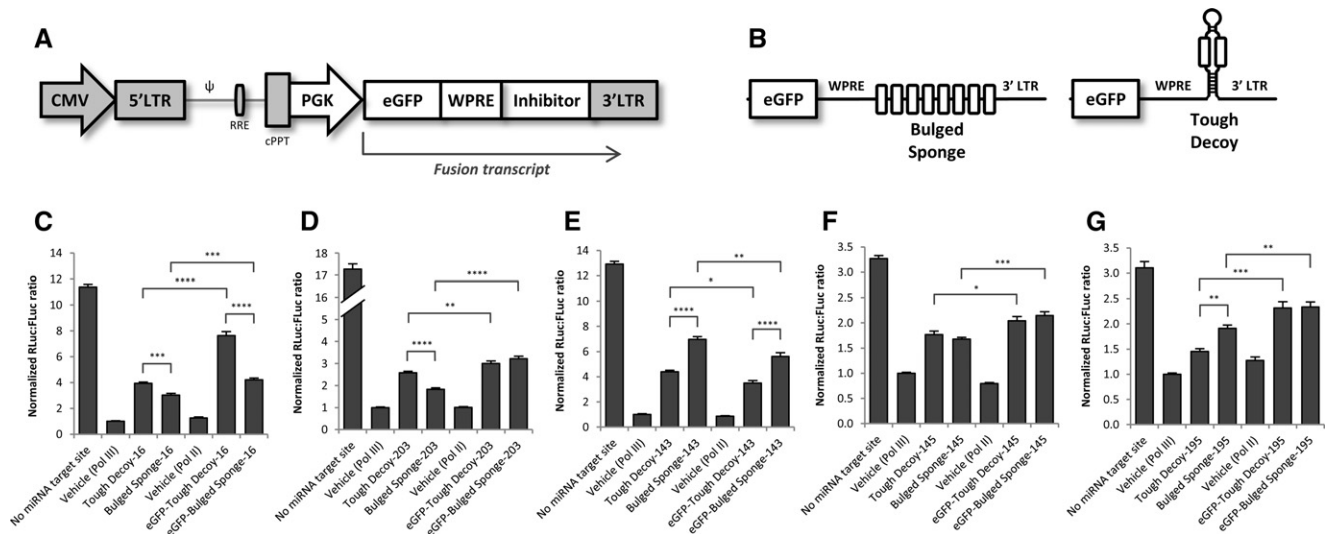 A
CMV
5'LTR
ψ
RRE
cPPT
PGK
eGFP
WPRE
Inhibitor
3'LTR
Fusion transcript
B
eGFP
WPRE
3' LTR
Bulged
Sponge
eGFP
WPRE
3' LTR
Tough
Decoy
C
Normalized RLuc:FLuc ratio
14
12
10
8
6
4
2
0
***
****
***
****
No miRNA target site
Vehicle (Pol III)
Tough Decoy-16
Bulged Sponge-16
Vehicle (Pol II)
eGFP-Tough Decoy-16
eGFP-Bulged Sponge-16
D
Normalized RLuc:FLuc ratio
18
17
16
5
4
3
2
1
0
****
**
****
No miRNA target site
Vehicle (Pol III)
Tough Decoy-203
Bulged Sponge-203
Vehicle (Pol II)
eGFP-Tough Decoy-203
eGFP-Bulged Sponge-203
E
Normalized RLuc:FLuc ratio
14
12
10
8
6
4
2
0
**
*
****
****
No miRNA target site
Vehicle (Pol III)
Tough Decoy-143
Bulged Sponge-143
Vehicle (Pol II)
eGFP-Tough Decoy-143
eGFP-Bulged Sponge-143
F
Normalized RLuc:FLuc ratio
3.5
3.0
2.5
2.0
1.5
1.0
0.5
0.0
***
*
No miRNA target site
Vehicle (Pol III)
Tough Decoy-145
Bulged Sponge-145
Vehicle (Pol II)
eGFP-Tough Decoy-145
eGFP-Bulged Sponge-145
G
Normalized RLuc:FLuc ratio
3.5
3.0
2.5
2.0
1.5
1.0
0.5
0.0
**
***
**
No miRNA target site
Vehicle (Pol III)
Tough Decoy-195
Bulged Sponge-195
Vehicle (Pol II)
eGFP-Tough Decoy-195
eGFP-Bulged Sponge-195